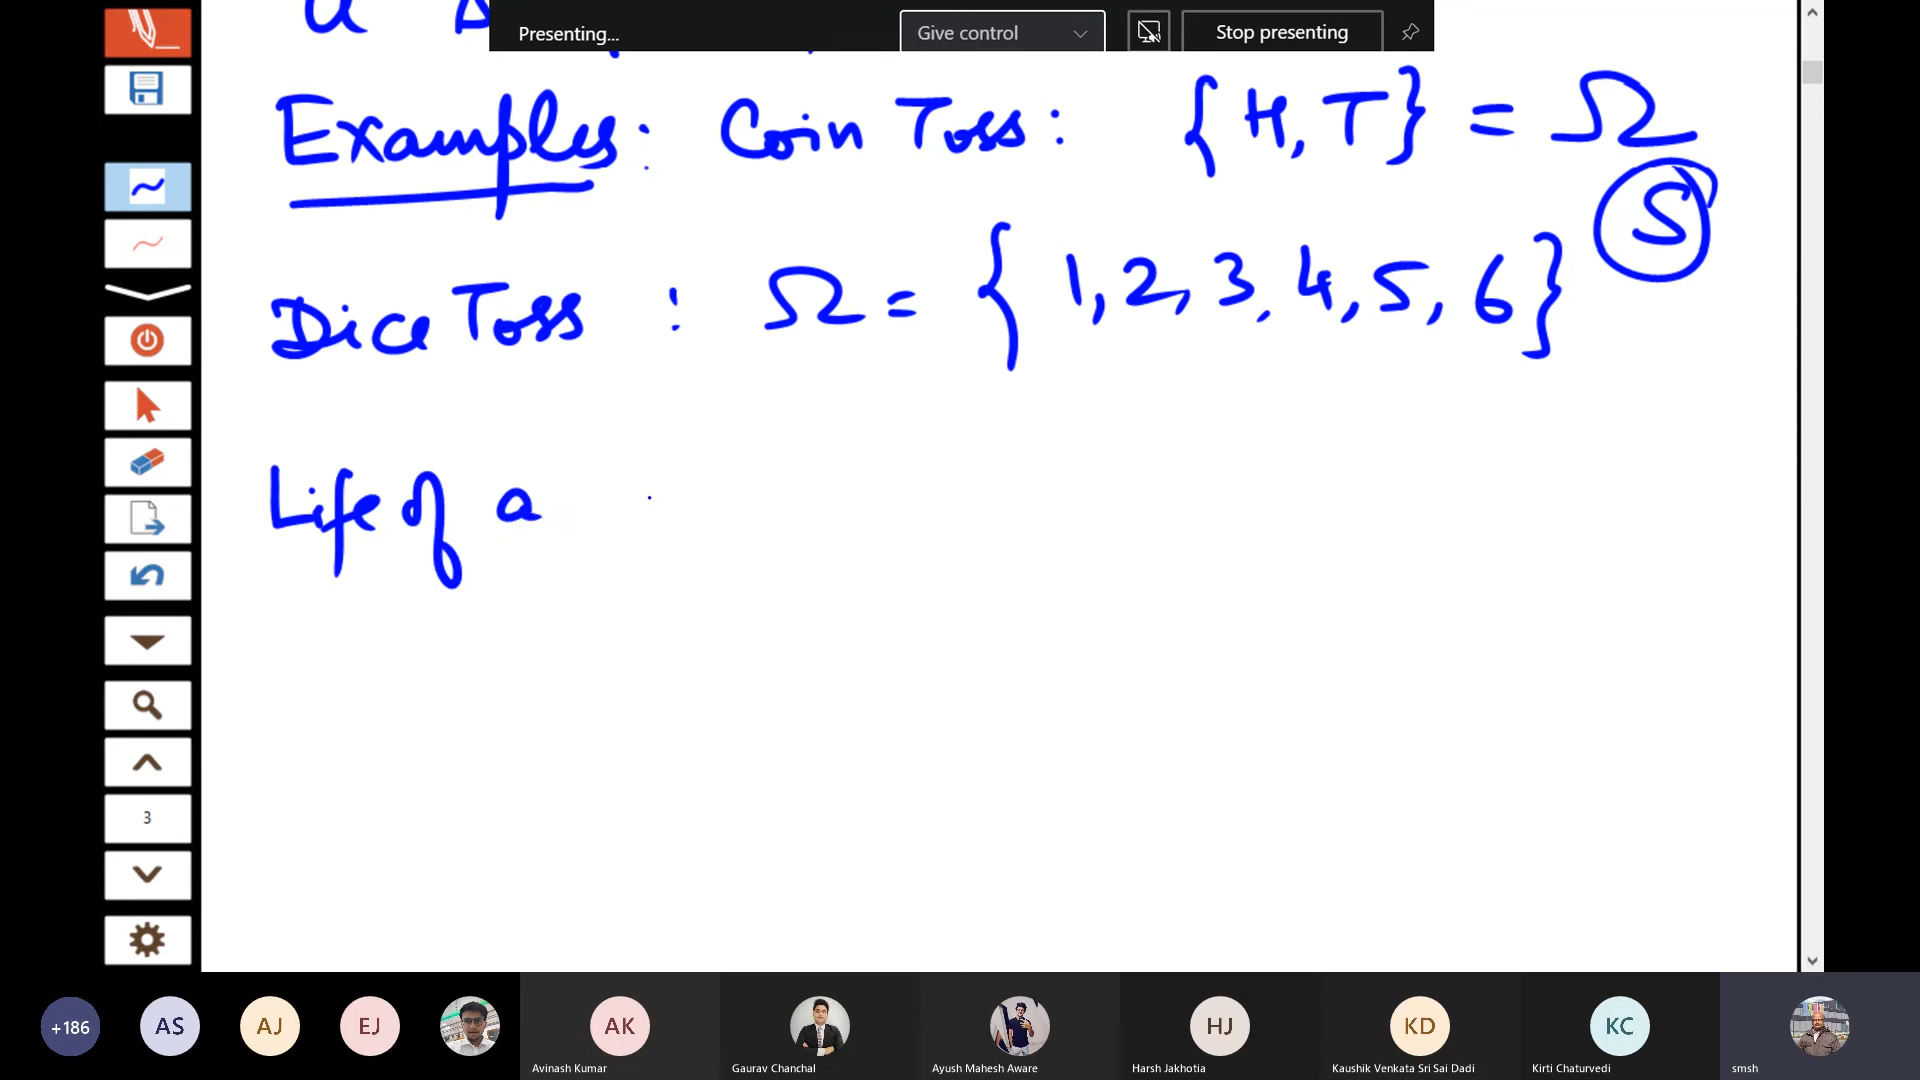 Presenting...
Give control
Stop presenting
Examples: Coin Toss: {H, T} = Ω
S
Dice Toss : Ω = { 1, 2, 3, 4, 5, 6 }
Life of a
3
+186
AS
AJ
EJ
AK
HJ
KD
KC
Avinash Kumar
Gaurav Chanchal
Ayush Mahesh Aware
Harsh Jakhotia
Kaushik Venkata Sri Sai Dadi
Kirti Chaturvedi
smsh